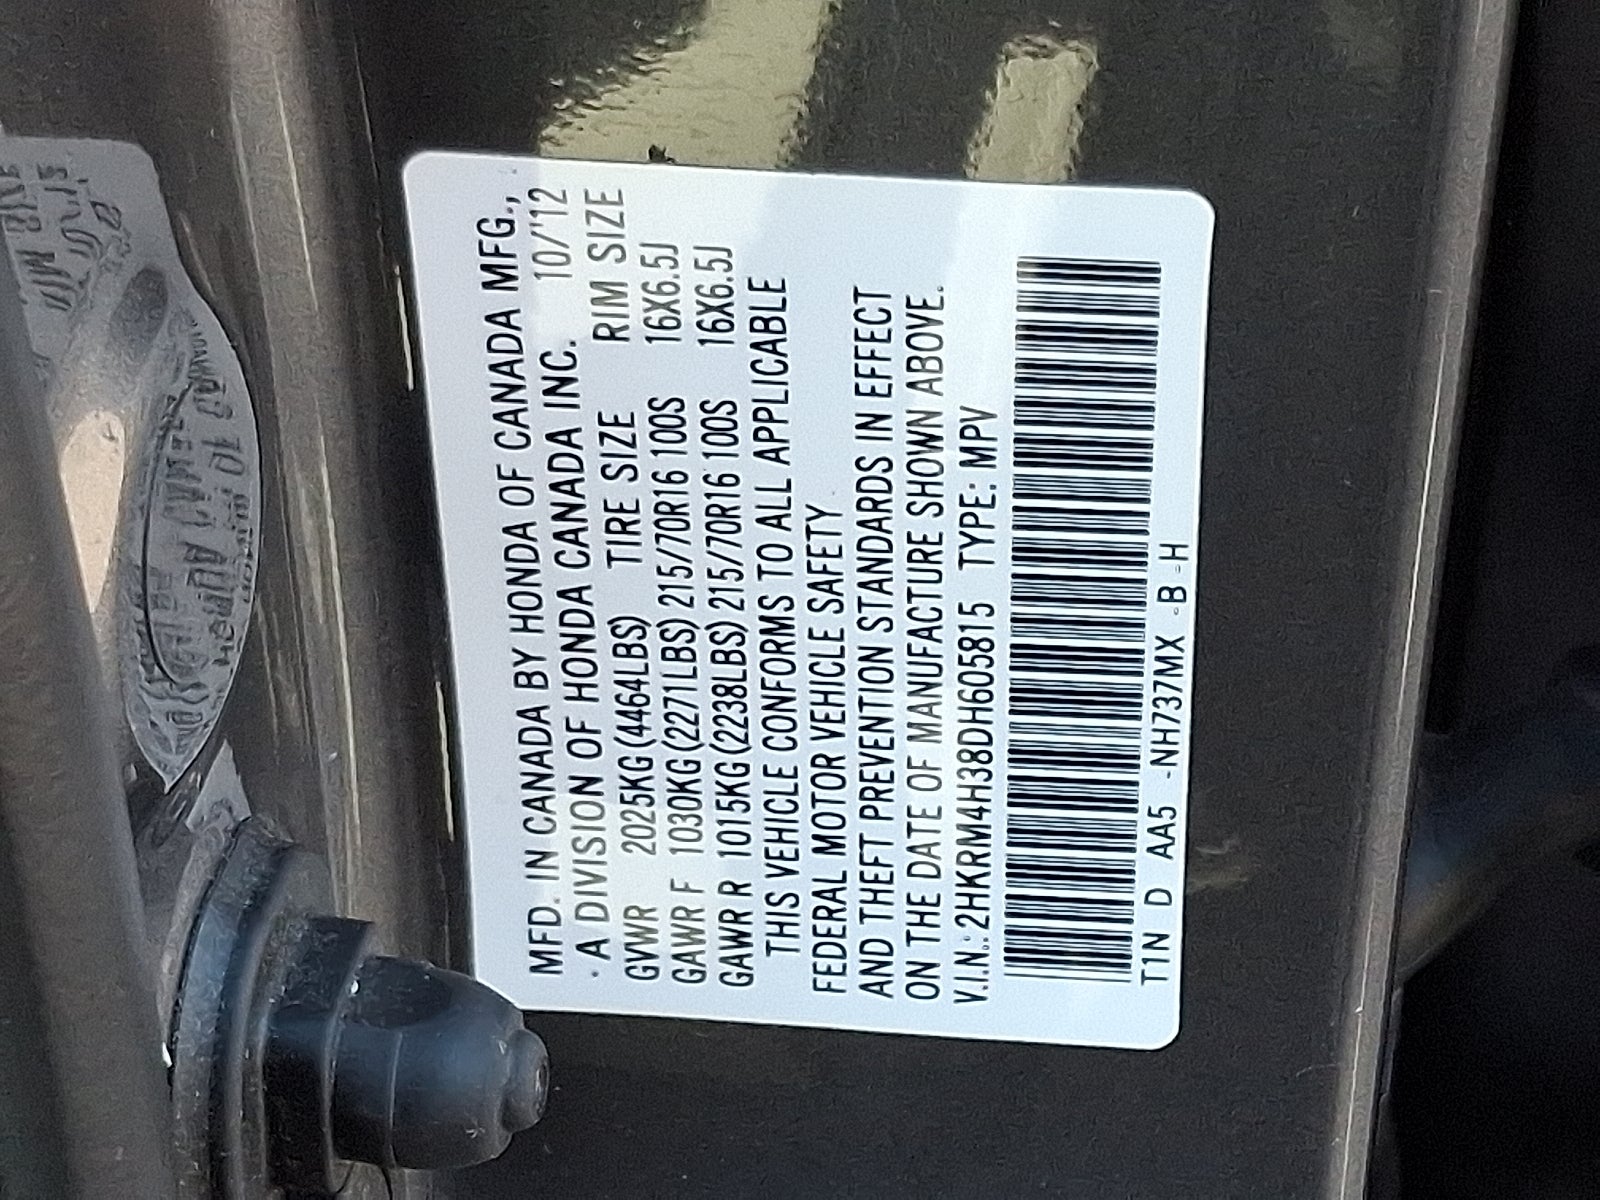 MFD. IN CANADA BY HONDA OF CANADA MFG.,
A DIVISION OF HONDA CANADA INC. 10/'12
GVWR 2025KG(4464LBS) TIRE SIZE RIM SIZE
GAWR F 1030KG(2271LBS)215/70R16 100S 16X6.5J
GAWR R 1015KG(2238LBS)215/70R16 100S 16X6.5J
THIS VEHICLE CONFORMS TO ALL APPLICABLE
FEDERAL MOTOR VEHICLE SAFETY
AND THEFT PREVENTION STANDARDS IN EFFECT
ON THE DATE OF MANUFACTURE SHOWN ABOVE.
V.I.N.:2HKRM4H38DH605815 TYPE: MPV
T1N D AA5 -NH737MX -B -H